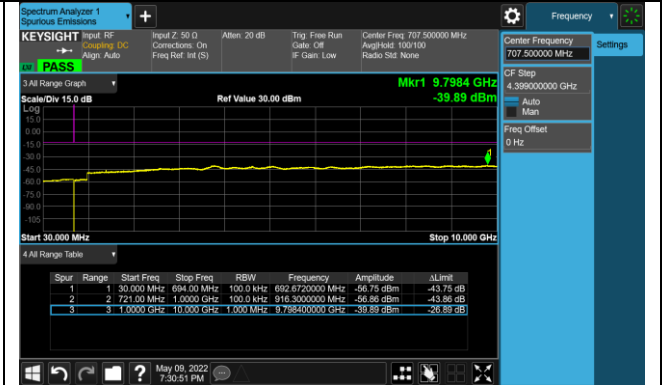 Spectrum Analyzer 1
Spurious Emissions
Frequency
KEYSIGHT Input: RF
Coupling: DC
Align: Auto
Input Z: 50 Ω
Corrections: On
Freq Ref: Int (S)
Atten: 20 dB
Trig: Free Run
Gate: Off
IF Gain: Low
Center Freq: 707.500000 MHz
Avg|Hold: 100/100
Radio Std: None
PASS
Center Frequency
707.500000 MHz
Settings
CF Step
4.399000000 GHz
Auto
Man
Freq Offset
0 Hz
3 All Range Graph
Mkr1 9.7984 GHz
Scale/Div 15.0 dB
Ref Value 30.00 dBm
-39.89 dBm
Log
15.0
0.00
-15.0
-30.0
-45.0
-60.0
-75.0
-90.0
-105
1
Start 30.000 MHz
Stop 10.000 GHz
4 All Range Table
Spur Range Start Freq Stop Freq RBW Frequency Amplitude ΔLimit
1 1 30.000 MHz 694.00 MHz 100.0 kHz 692.6720000 MHz -56.75 dBm -43.75 dB
2 2 721.00 MHz 1.0000 GHz 100.0 kHz 916.3000000 MHz -56.86 dBm -43.86 dB
3 3 1.0000 GHz 10.000 GHz 1.000 MHz 9.798400000 GHz -39.89 dBm -26.89 dB
?
May 09, 2022
7:30:51 PM